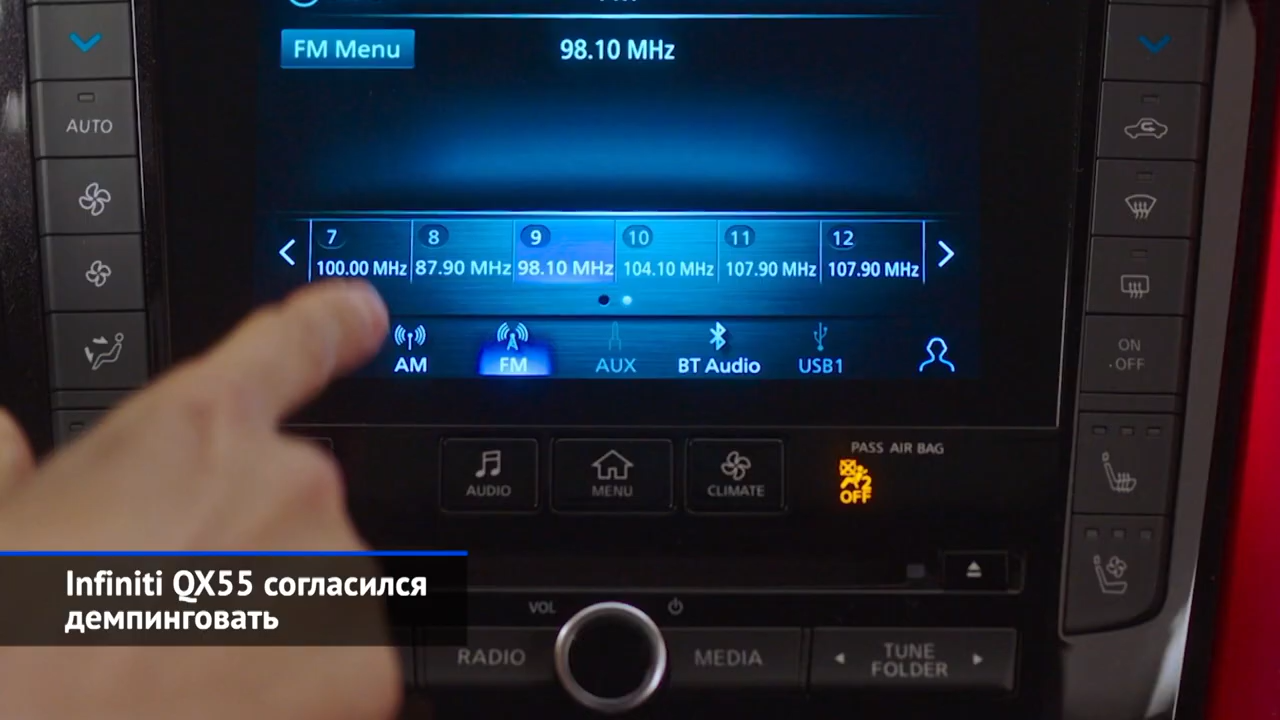 FM Menu
98.10 MHz
AUTO
7 8 9 10 11 12
100.00 MHz 87.90 MHz 98.10 MHz 104.10 MHz 107.90 MHz 107.90 MHz
AM FM AUX BT Audio USB1
ON
OFF
PASS AIR BAG
2
OFF
AUDIO MENU CLIMATE
Infiniti QX55 согласился
демпинговать
VOL
RADIO MEDIA
TUNE
FOLDER